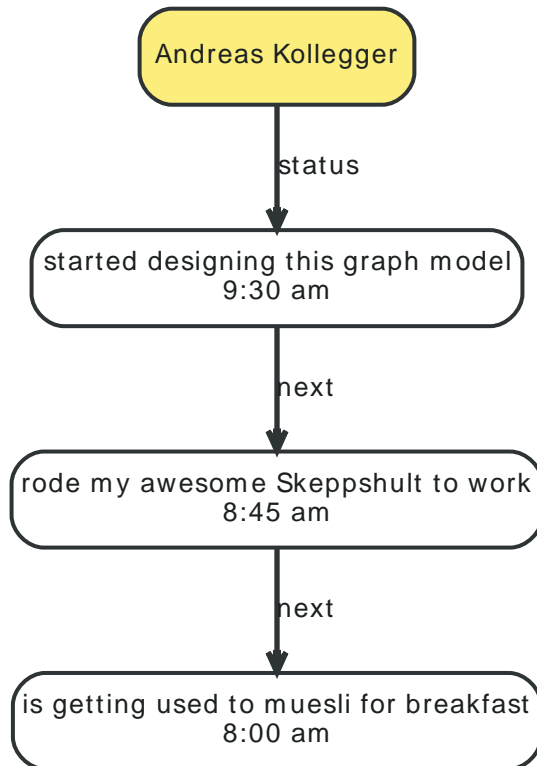 Andreas Kollegger
status
started designing this graph model
9:30 am
next
rode my awesome Skeppshult to work
8:45 am
next
is getting used to muesli for breakfast
8:00 am